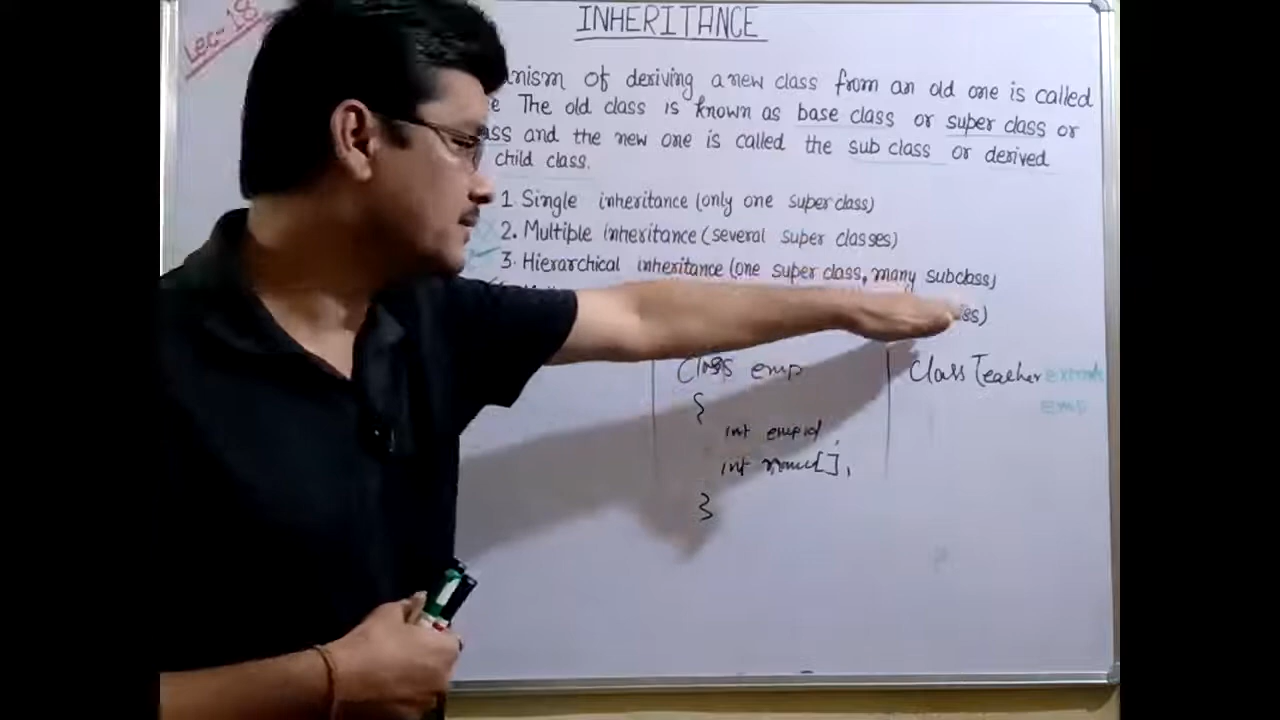 Lec-18
INHERITANCE
nism of deriving a new class from an old one is called
e The old class is known as base class or super class or
ass and the new one is called the sub class or derived
child class.
1. Single inheritance (only one super class)
2. Multiple inheritance (several super classes)
3. Hierarchical inheritance (one super class, many subclass)
ss)
Class emp
{
int empid;
int name[];
}
Class Teacher extends
Emp